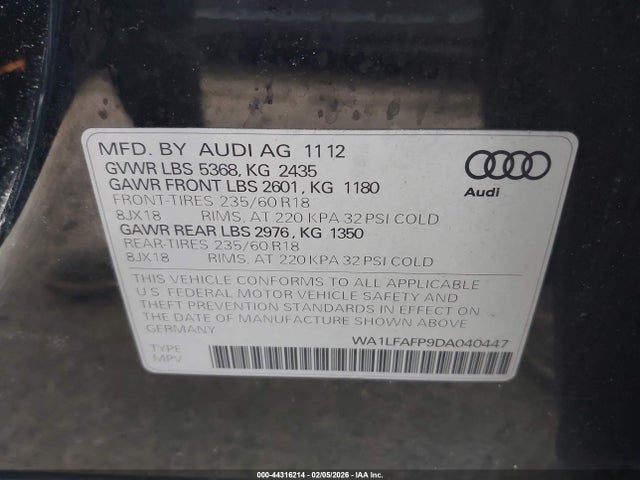 MFD. BY AUDI AG 11 12
GVWR LBS 5368, KG 2435
GAWR FRONT LBS 2601, KG 1180
FRONT-TIRES 235/60 R18
8JX18 RIMS, AT 220 KPA 32 PSI COLD
GAWR REAR LBS 2976, KG 1350
REAR-TIRES 235/60 R18
8JX18 RIMS, AT 220 KPA 32 PSI COLD
Audi
THIS VEHICLE CONFORMS TO ALL APPLICABLE
U.S. FEDERAL MOTOR VEHICLE SAFETY AND
THEFT PREVENTION STANDARDS IN EFFECT ON
THE DATE OF MANUFACTURE SHOWN ABOVE.
GERMANY
WA1LFAFP9DA040447
TYPE
MPV
000-44316214 - 02/05/2026 - IAA Inc.